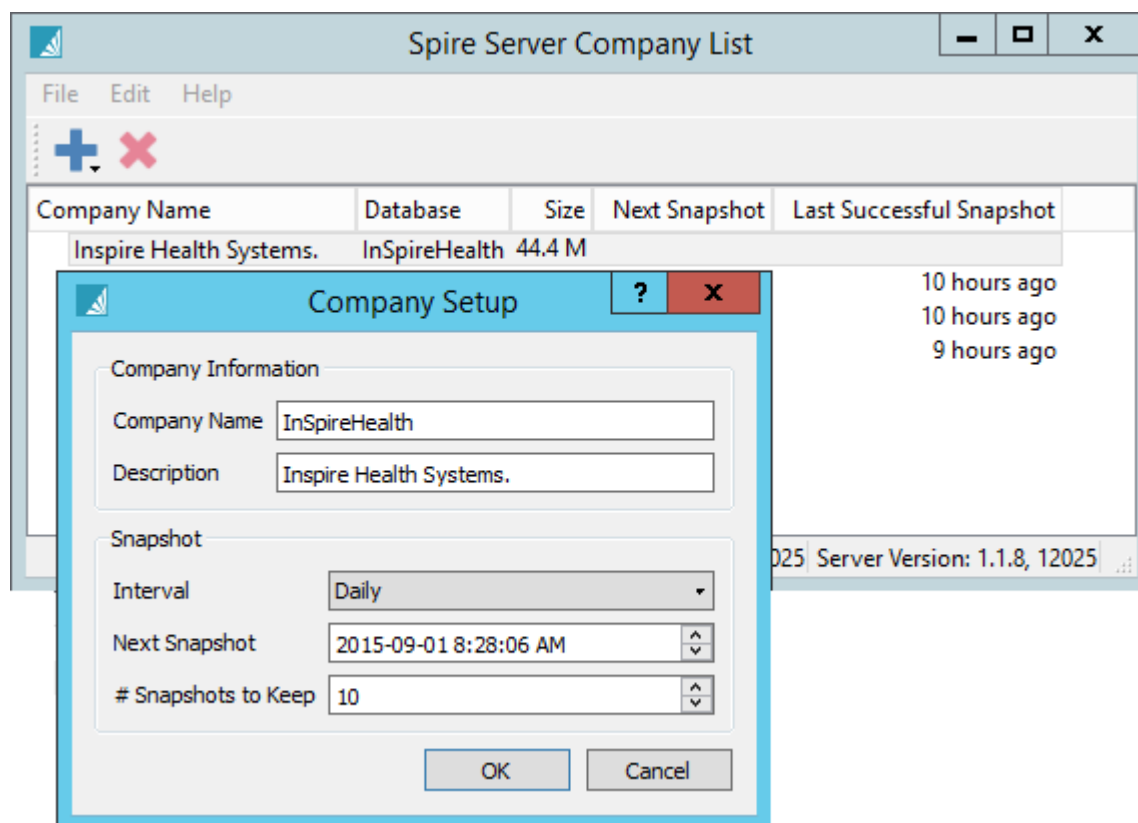 Spire Server Company List
File Edit Help
Company Name Database Size Next Snapshot Last Successful Snapshot
Inspire Health Systems. InSpireHealth 44.4 M
10 hours ago
10 hours ago
9 hours ago
025 Server Version: 1.1.8, 12025
Company Setup ?
Company Information
Company Name InSpireHealth
Description Inspire Health Systems.
Snapshot
Interval Daily
Next Snapshot 2015-09-01 8:28:06 AM
# Snapshots to Keep 10
OK Cancel